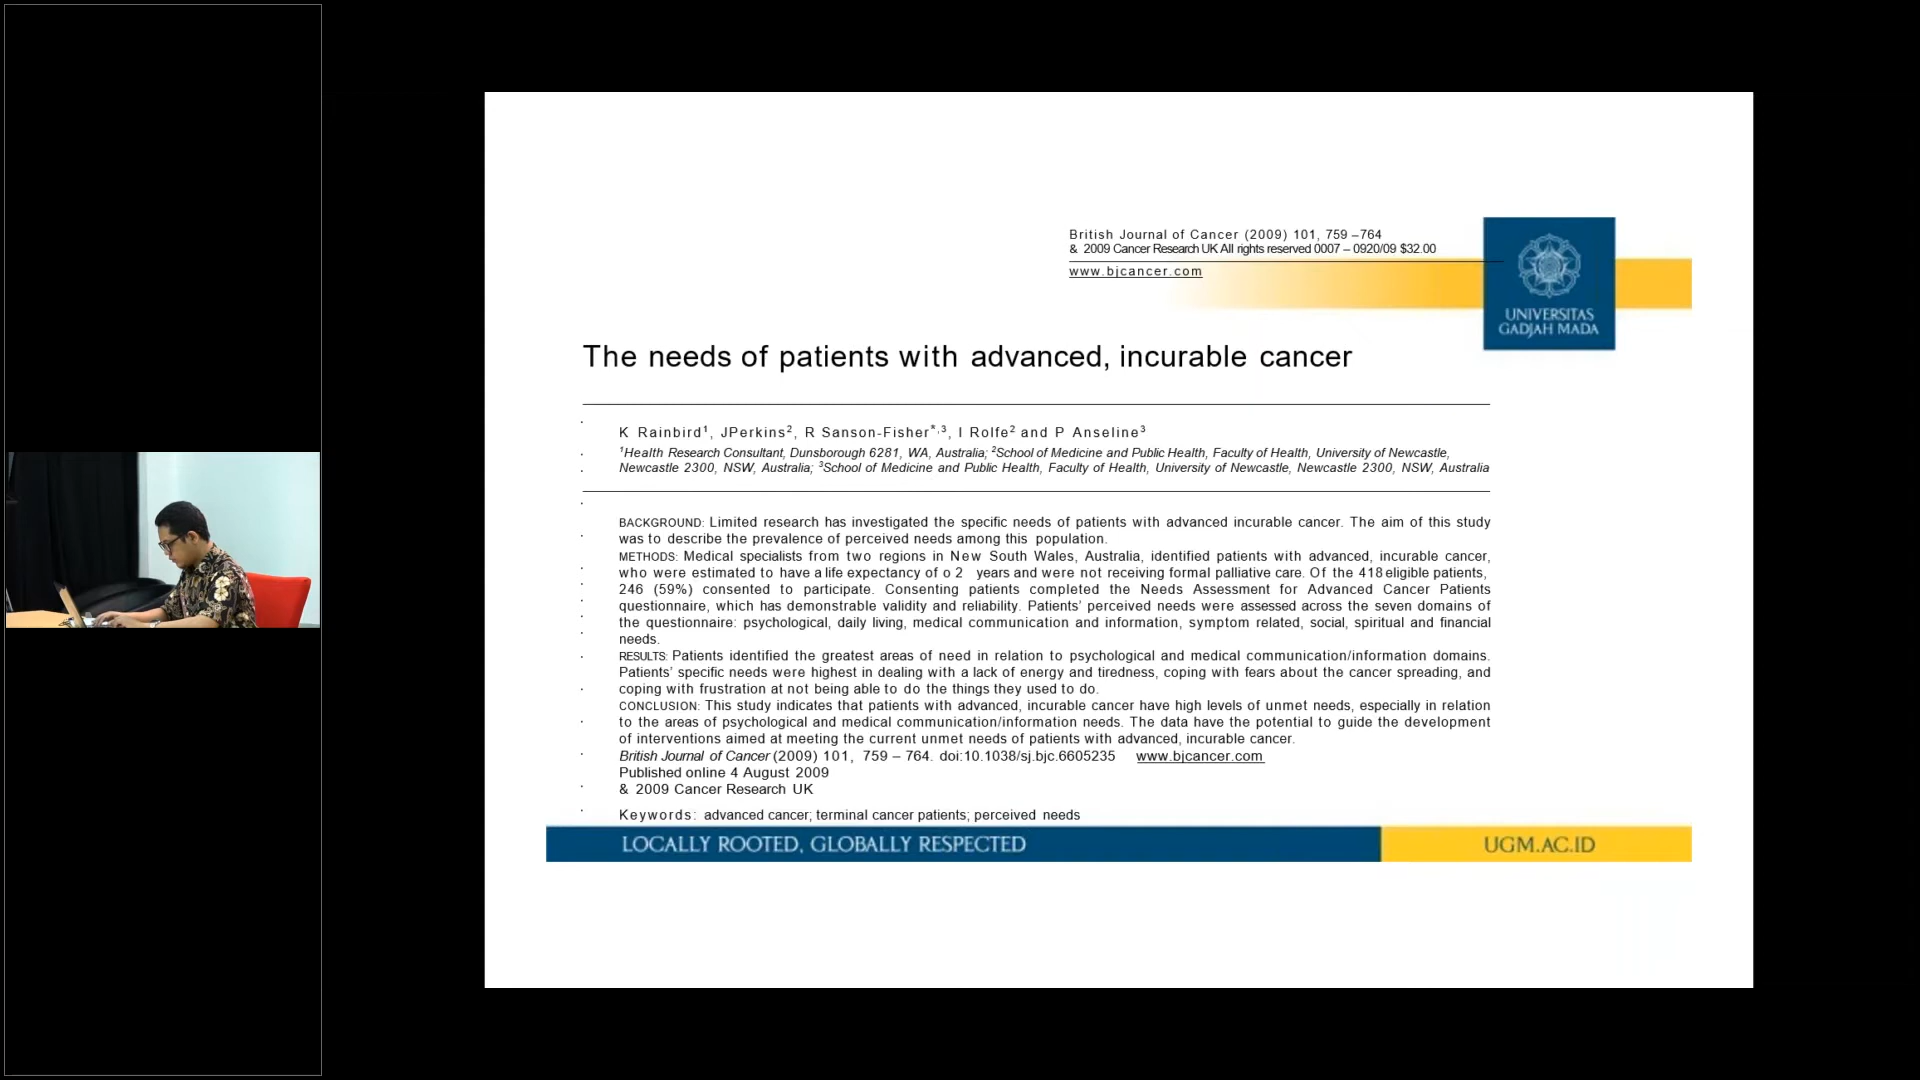 British Journal of Cancer (2009) 101, 759 –764
& 2009 Cancer Research UK All rights reserved 0007 – 0920/09 $32.00
www.bjcancer.com
UNIVERSITAS
GADJAH MADA
The needs of patients with advanced, incurable cancer
K Rainbird¹, JPerkins², R Sanson-Fisher*,³, I Rolfe² and P Anseline³
¹Health Research Consultant, Dunsborough 6281, WA, Australia; ²School of Medicine and Public Health, Faculty of Health, University of Newcastle,
Newcastle 2300, NSW, Australia; ³School of Medicine and Public Health, Faculty of Health, University of Newcastle, Newcastle 2300, NSW, Australia
BACKGROUND: Limited research has investigated the specific needs of patients with advanced incurable cancer. The aim of this study
was to describe the prevalence of perceived needs among this population.
METHODS: Medical specialists from two regions in New South Wales, Australia, identified patients with advanced, incurable cancer,
who were estimated to have a life expectancy of o 2 years and were not receiving formal palliative care. Of the 418 eligible patients,
246 (59%) consented to participate. Consenting patients completed the Needs Assessment for Advanced Cancer Patients
questionnaire, which has demonstrable validity and reliability. Patients’ perceived needs were assessed across the seven domains of
the questionnaire: psychological, daily living, medical communication and information, symptom related, social, spiritual and financial
needs.
RESULTS: Patients identified the greatest areas of need in relation to psychological and medical communication/information domains.
Patients’ specific needs were highest in dealing with a lack of energy and tiredness, coping with fears about the cancer spreading, and
coping with frustration at not being able to do the things they used to do.
CONCLUSION: This study indicates that patients with advanced, incurable cancer have high levels of unmet needs, especially in relation
to the areas of psychological and medical communication/information needs. The data have the potential to guide the development
of interventions aimed at meeting the current unmet needs of patients with advanced, incurable cancer.
British Journal of Cancer (2009) 101, 759 – 764. doi:10.1038/sj.bjc.6605235 www.bjcancer.com
Published online 4 August 2009
& 2009 Cancer Research UK
Keywords: advanced cancer; terminal cancer patients; perceived needs
LOCALLY ROOTED, GLOBALLY RESPECTED
UGM.AC.ID